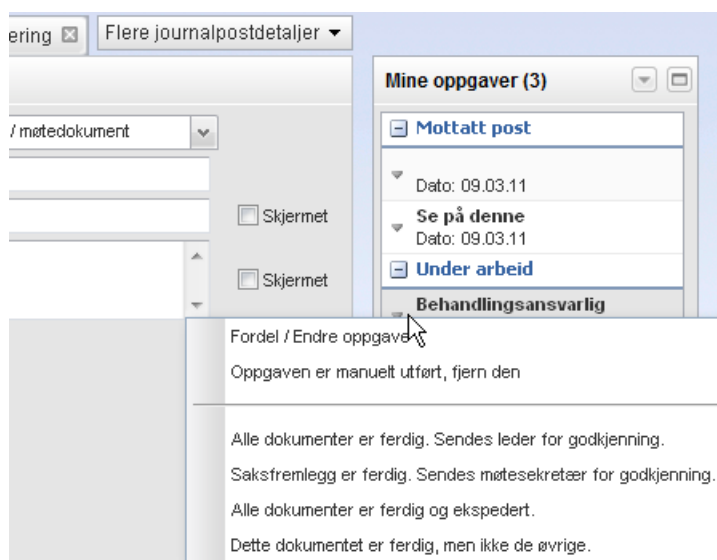 ering
Flere journalpostdetaljer
/ møtedokument
Skjermet
Skjermet
Mine oppgaver (3)
Mottatt post
Dato: 09.03.11
Se på denne
Dato: 09.03.11
Under arbeid
Behandlingsansvarlig
Fordel / Endre oppgave
Oppgaven er manuelt utført, fjern den
Alle dokumenter er ferdig. Sendes leder for godkjenning.
Saksfremlegg er ferdig. Sendes møtesekretær for godkjenning.
Alle dokumenter er ferdig og ekspedert.
Dette dokumentet er ferdig, men ikke de øvrige.